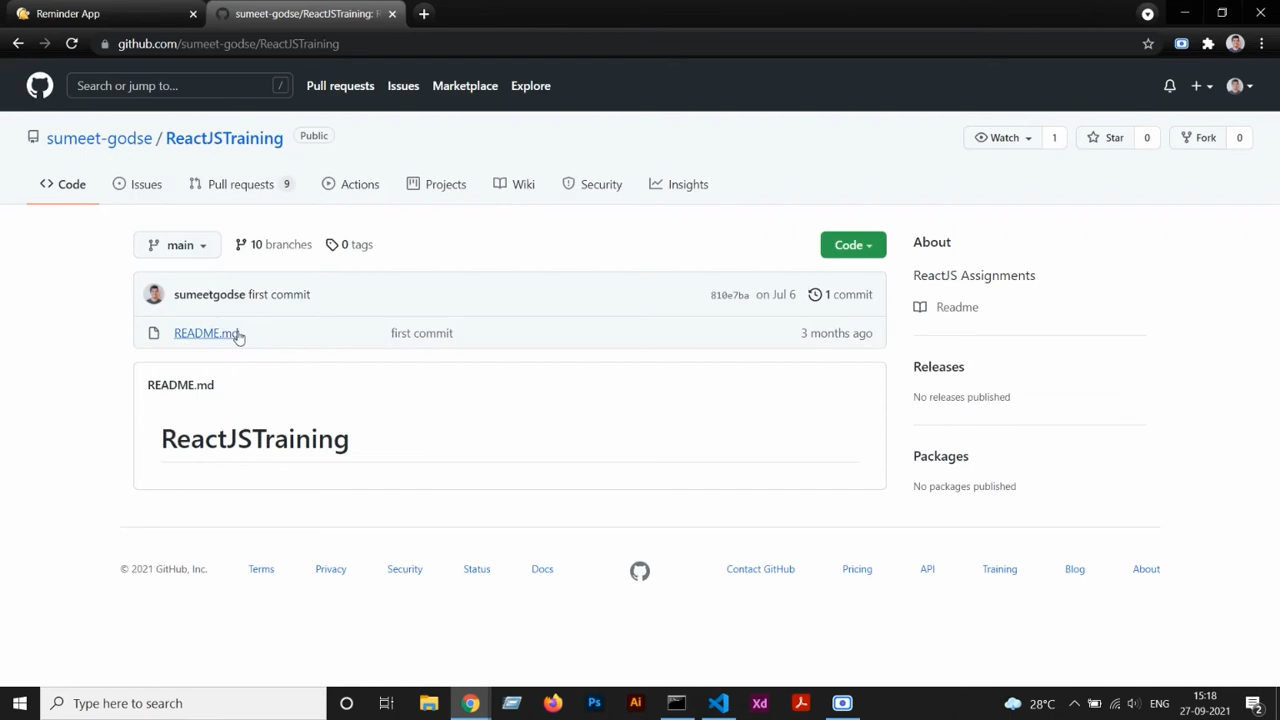 Reminder App
sumeet-godse/ReactJSTraining: R
github.com/sumeet-godse/ReactJSTraining
Search or jump to... /
Pull requests Issues Marketplace Explore
sumeet-godse / ReactJSTraining Public
Watch 1 Star 0 Fork 0
Code Issues Pull requests 9 Actions Projects Wiki Security Insights
main 10 branches 0 tags Code
About
ReactJS Assignments
Readme
sumeetgodse first commit 810e7ba on Jul 6 1 commit
README.md first commit 3 months ago
README.md
ReactJSTraining
Releases
No releases published
Packages
No packages published
© 2021 GitHub, Inc. Terms Privacy Security Status Docs Contact GitHub Pricing API Training Blog About
Type here to search
Ps Ai Xd
28°C ENG
15:18
27-09-2021
2